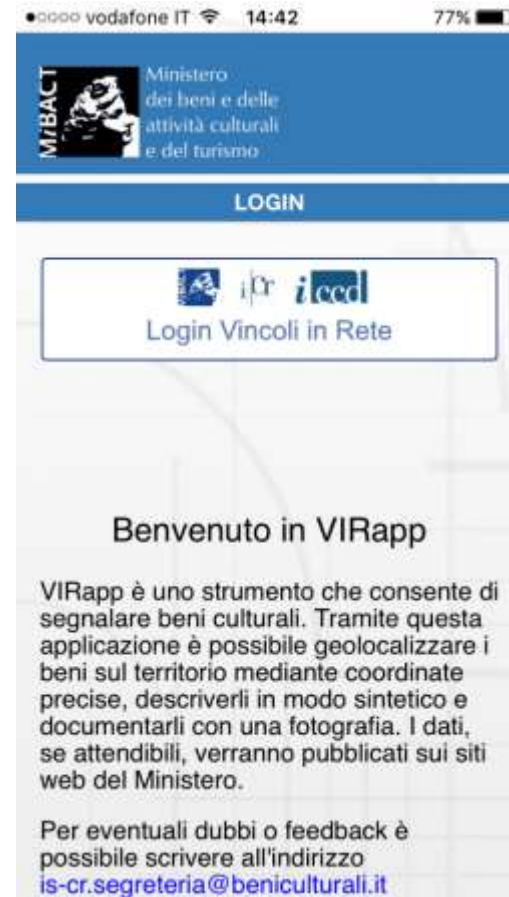 vodafone IT 14:42 77%
MiBACT
Ministero
dei beni e delle
attività culturali
e del turismo
LOGIN
MiBACT iCr iccd
Login Vincoli in Rete
Benvenuto in VIRapp
VIRapp è uno strumento che consente di
segnalare beni culturali. Tramite questa
applicazione è possibile geolocalizzare i
beni sul territorio mediante coordinate
precise, descriverli in modo sintetico e
documentarli con una fotografia. I dati,
se attendibili, verranno pubblicati sui siti
web del Ministero.
Per eventuali dubbi o feedback è
possibile scrivere all'indirizzo
is-cr.segreteria@beniculturali.it